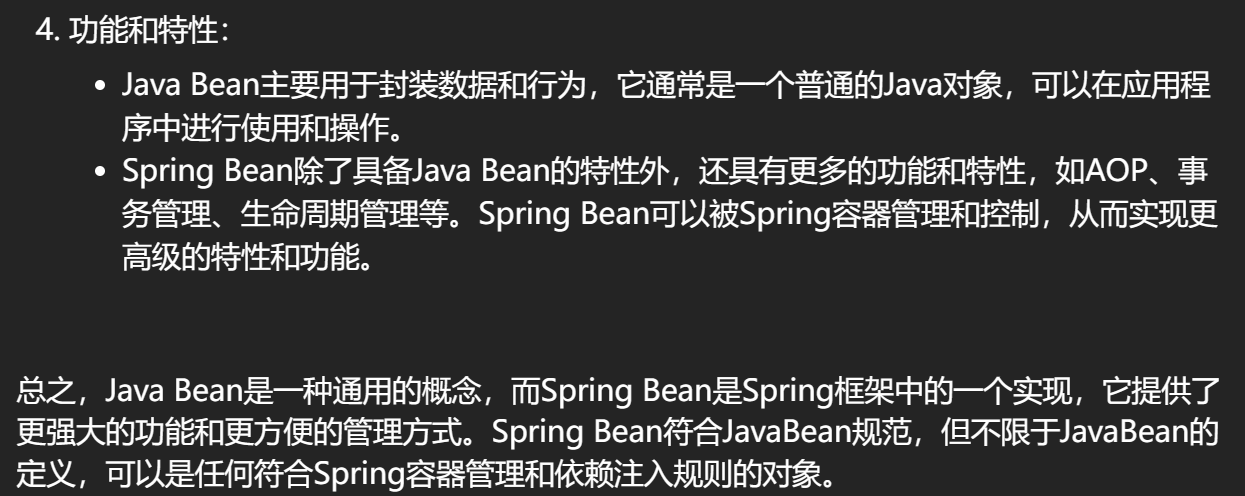 4. 功能和特性：
• Java Bean主要用于封装数据和行为，它通常是一个普通的Java对象，可以在应用程
序中进行使用和操作。
• Spring Bean除了具备Java Bean的特性外，还具有更多的功能和特性，如AOP、事
务管理、生命周期管理等。Spring Bean可以被Spring容器管理和控制，从而实现更
高级的特性和功能。
总之，Java Bean是一种通用的概念，而Spring Bean是Spring框架中的一个实现，它提供了
更强大的功能和更方便的管理方式。Spring Bean符合JavaBean规范，但不限于JavaBean的
定义，可以是任何符合Spring容器管理和依赖注入规则的对象。